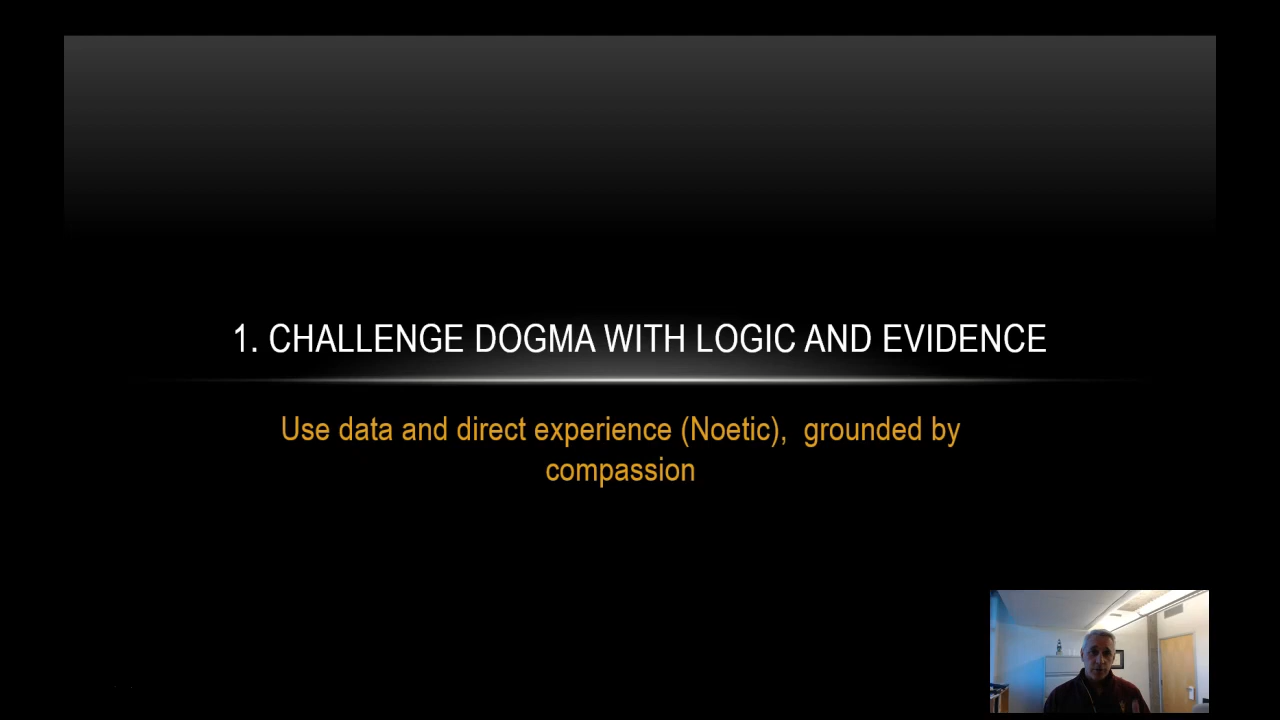 1. CHALLENGE DOGMA WITH LOGIC AND EVIDENCE
Use data and direct experience (Noetic),  grounded by
compassion